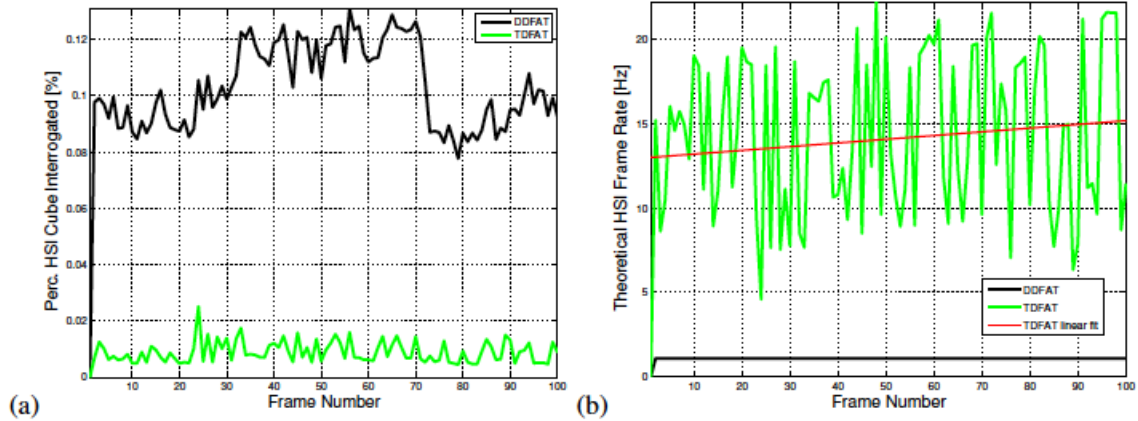 DDFAT
TDFAT
0.12
0.1
0.08
0.06
0.04
0.02
0
10 20 30 40 50 60 70 80 90 100
Perc. HSI Cube Interrogated [%]
Frame Number
(a)
20
15
10
5
0
DDFAT
TDFAT
TDFAT linear fit
10 20 30 40 50 60 70 80 90 100
Theoretical HSI Frame Rate [Hz]
Frame Number
(b)